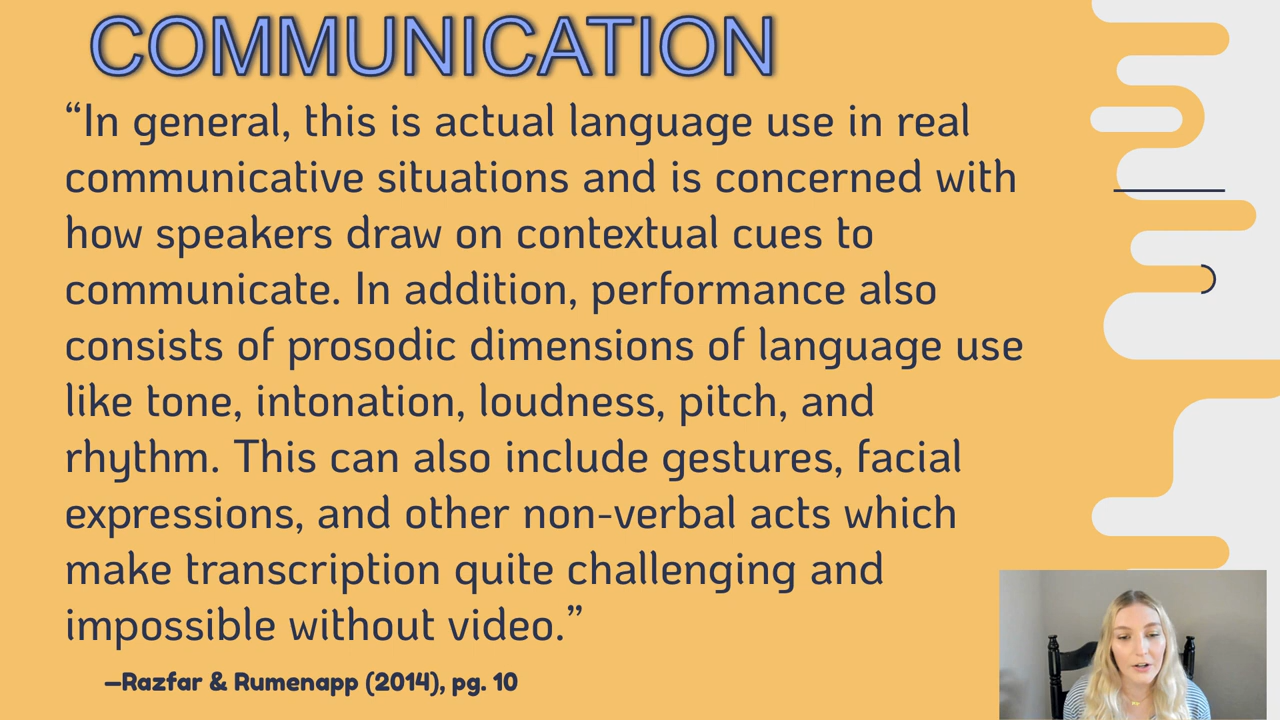 COMMUNICATION
“In general, this is actual language use in real
communicative situations and is concerned with
how speakers draw on contextual cues to
communicate. In addition, performance also
consists of prosodic dimensions of language use
like tone, intonation, loudness, pitch, and
rhythm. This can also include gestures, facial
expressions, and other non-verbal acts which
make transcription quite challenging and
impossible without video.”
—Razfar & Rumenapp (2014), pg. 10